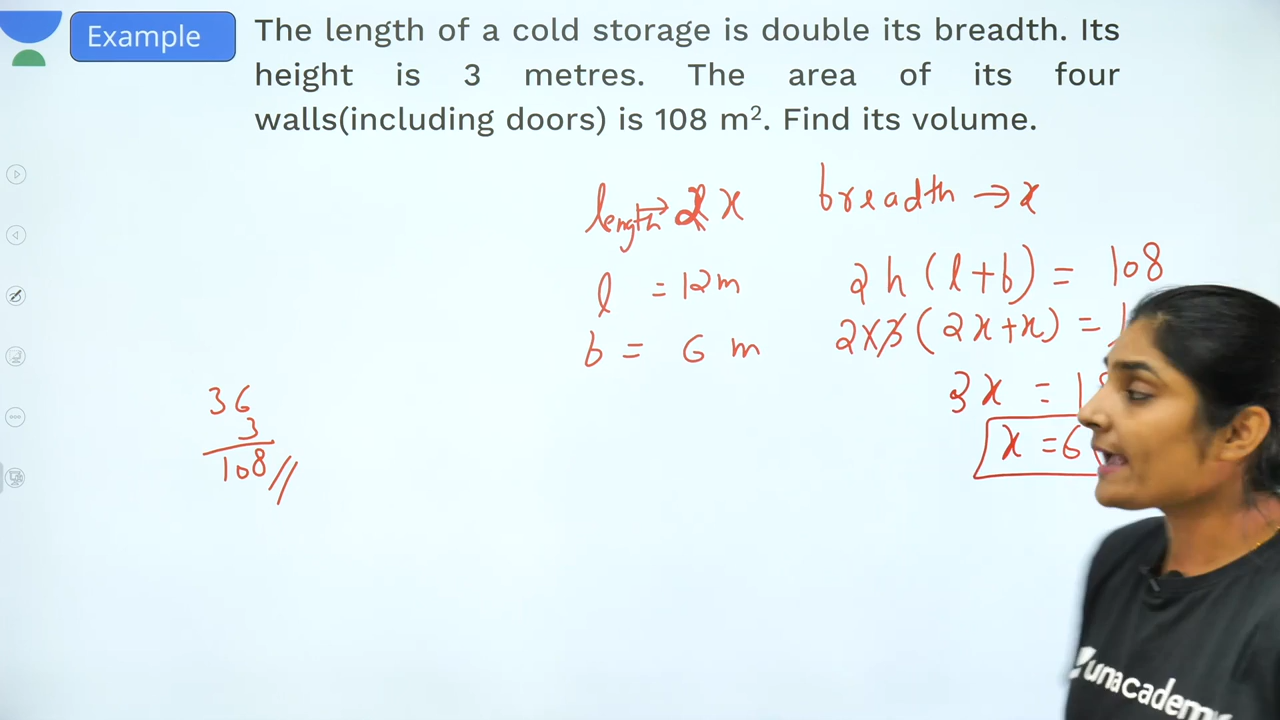 Example
The length of a cold storage is double its breadth. Its
height is 3 metres. The area of its four
walls(including doors) is 108 m². Find its volume.
length → 2x breadth → x
l = 12m 2h (l+b) = 108
b = 6 m 2x3 (2x+x) =
3x = 18
x = 6
36
3
108//
unacademy